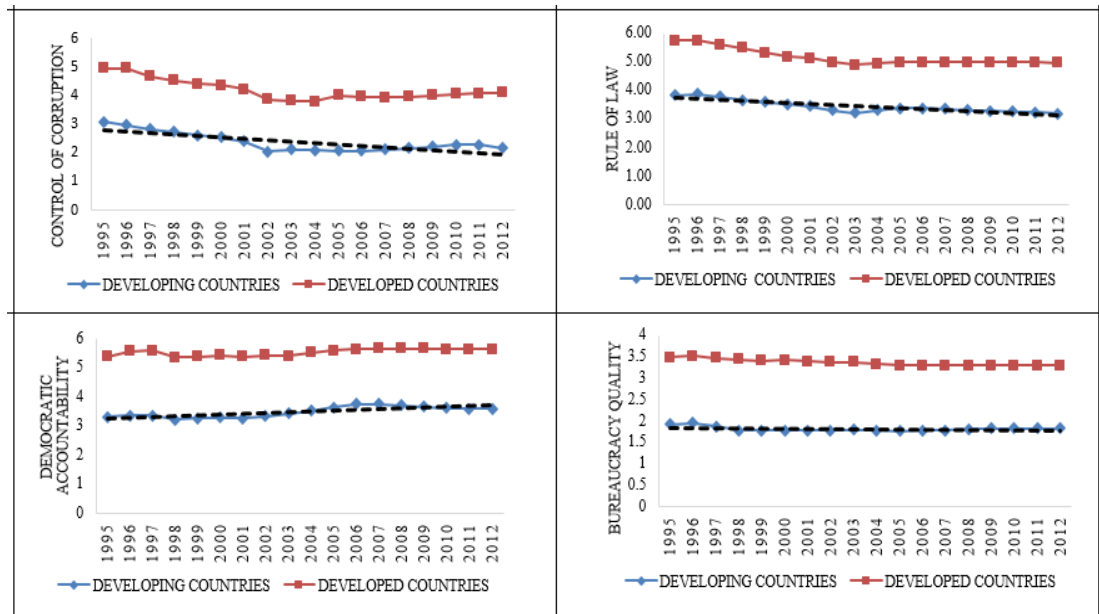 CONTROL OF CORRUPTION
6
5
4
3
2
1
0
1995 1996 1997 1998 1999 2000 2001 2002 2003 2004 2005 2006 2007 2008 2009 2010 2011 2012
DEVELOPING COUNTRIES DEVELOPED COUNTRIES
RULE OF LAW
6.00
5.00
4.00
3.00
2.00
1.00
0.00
1995 1996 1997 1998 1999 2000 2001 2002 2003 2004 2005 2006 2007 2008 2009 2010 2011 2012
DEVELOPING COUNTRIES DEVELOPED COUNTRIES
DEMOCRATIC
ACCOUNTABILITY
6
5
4
3
2
1
0
1995 1996 1997 1998 1999 2000 2001 2002 2003 2004 2005 2006 2007 2008 2009 2010 2011 2012
DEVELOPING COUNTRIES DEVELOPED COUNTRIES
BUREAUCRACY QUALITY
4
3.5
3
2.5
2
1.5
1
0.5
0
1995 1996 1997 1998 1999 2000 2001 2002 2003 2004 2005 2006 2007 2008 2009 2010 2011 2012
DEVELOPING COUNTRIES DEVELOPED COUNTRIES